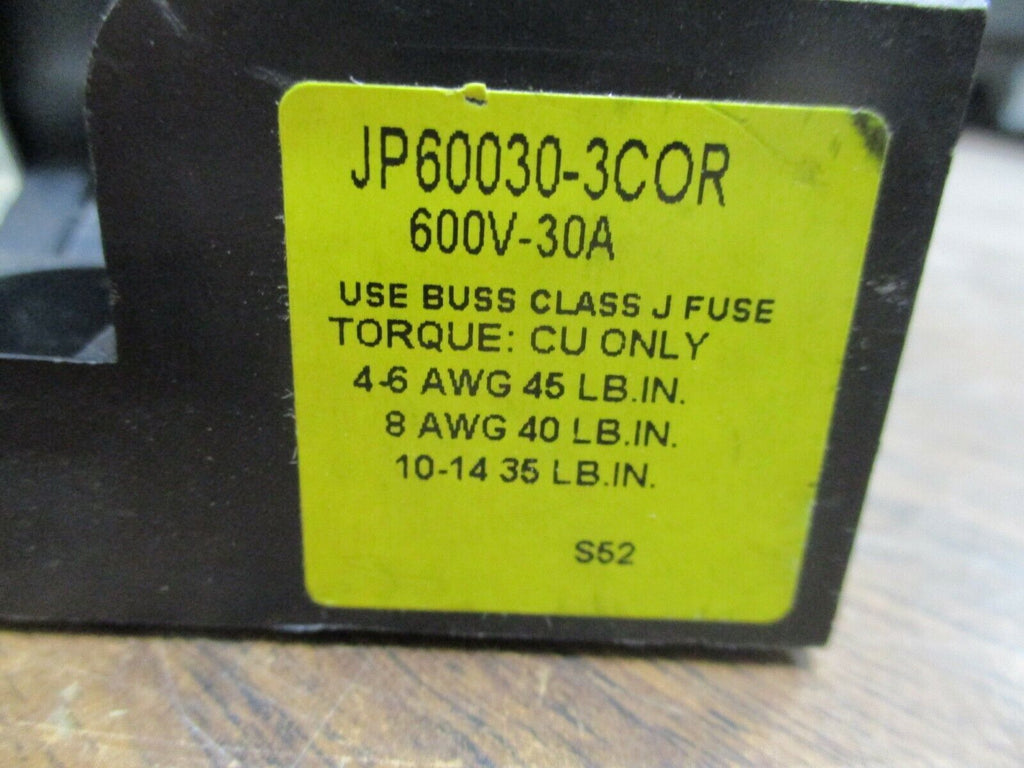 JP60030-3COR
600V-30A
USE BUSS CLASS J FUSE
TORQUE: CU ONLY
4-6 AWG 45 LB.IN.
8 AWG 40 LB.IN.
10-14 35 LB.IN.
S52